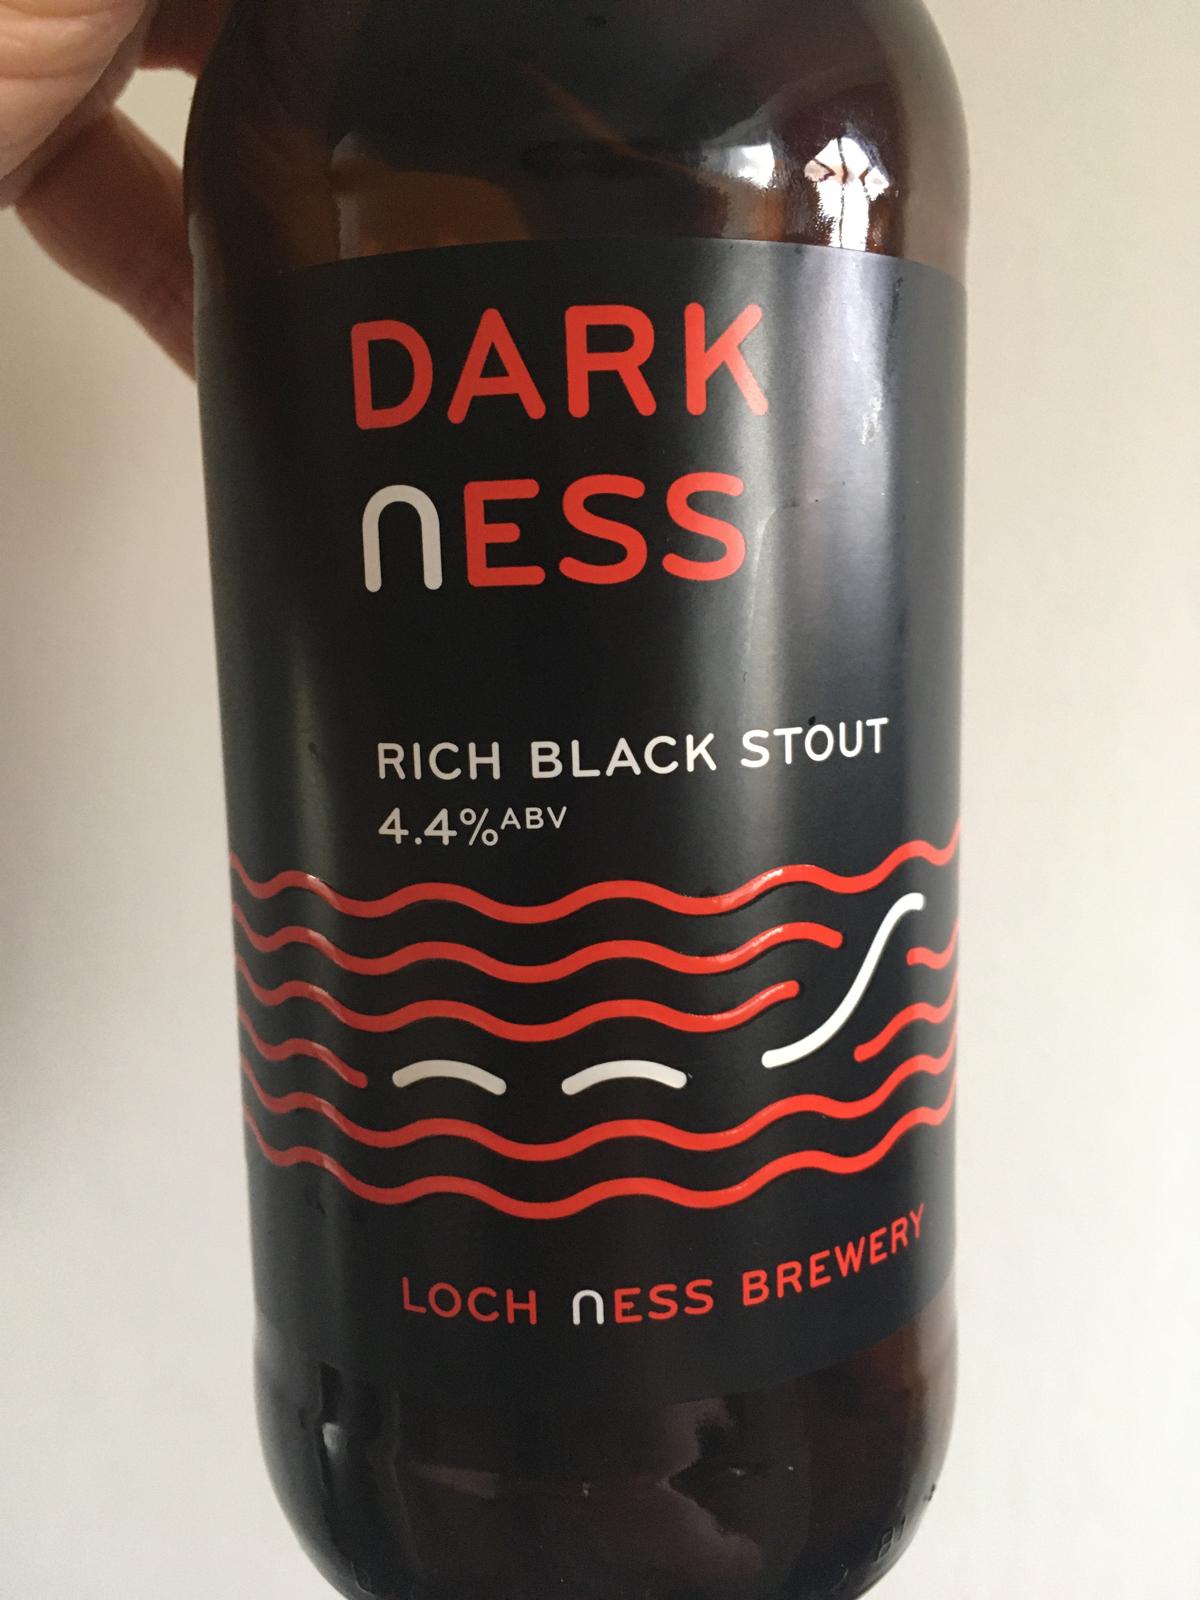 DARK
nESS
RICH BLACK STOUT
4.4% ABV
LOCH nESS BREWERY